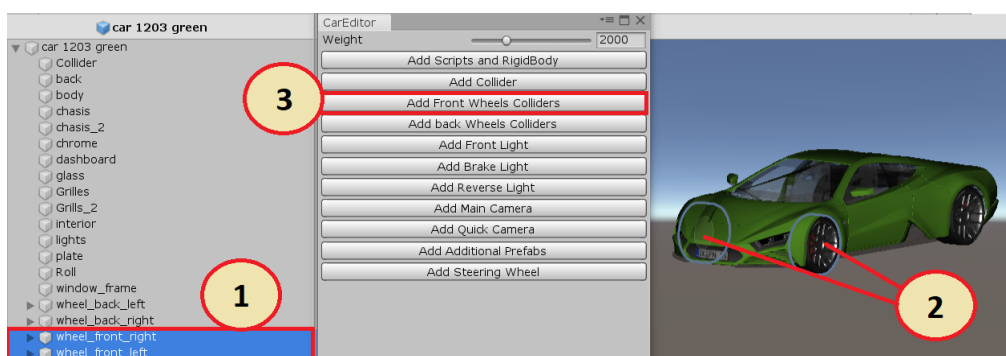 car 1203 green
car 1203 green
Collider
back
body
chasis
chasis_2
chrome
dashboard
glass
Grilles
Grills_2
interior
lights
plate
Roll
window_frame
wheel_back_left
wheel_back_right
wheel_front_right
wheel_front_left
1
3
CarEditor
Weight
2000
Add Scripts and RigidBody
Add Collider
Add Front Wheels Colliders
Add back Wheels Colliders
Add Front Light
Add Brake Light
Add Reverse Light
Add Main Camera
Add Quick Camera
Add Additional Prefabs
Add Steering Wheel
2